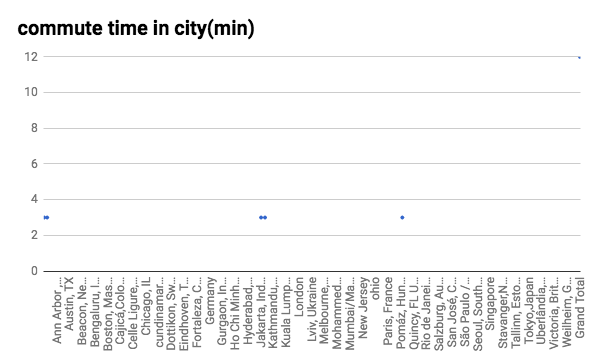 commute time in city(min)
12
10
8
6
4
2
0
Ann Arbor ,...
Austin, TX
Beacon, Ne...
Bengaluru, I...
Boston, Mas...
Cajicá,Colo...
Celle Ligure,...
Chicago, IL
cundinamar...
Dottikon, Sw...
Eindhoven, T...
Fortaleza, C...
Germany
Gurgaon, In...
Ho Chi Minh...
Hyderabad,...
Jakarta, Ind...
Kathmandu,...
Kuala Lump...
London
Lviv, Ukraine
Melbourne,...
Mohammed...
Mumbai/Ma...
New Jersey
ohio
Paris, France
Pomáz, Hun...
Quincy, FL U...
Rio de Janei...
Salzburg, Au...
San José, C...
São Paulo /...
Seoul, South...
Singapore
Stavanger,N...
Tallinn, Esto...
Tokyo,Japan
Uberlândia,...
Victoria, Brit...
Weilheim, G...
Grand Total